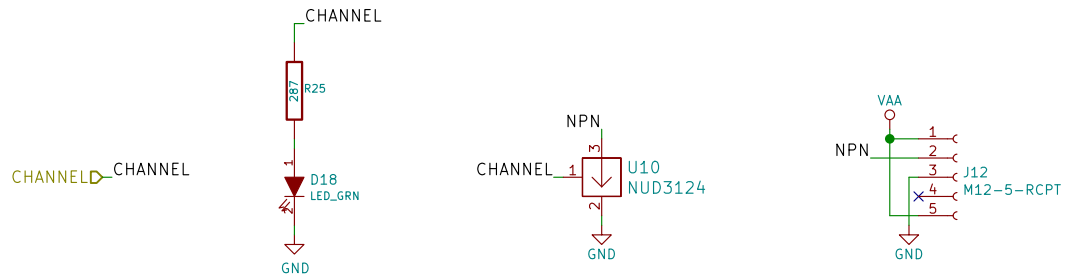 CHANNEL
CHANNEL
CHANNEL
287
R25
1
D18
LED_GRN
2
GND
NPN
3
CHANNEL
1
U10
NUD3124
2
GND
VAA
1
NPN
2
3
J12
4
M12-5-RCPT
5
GND